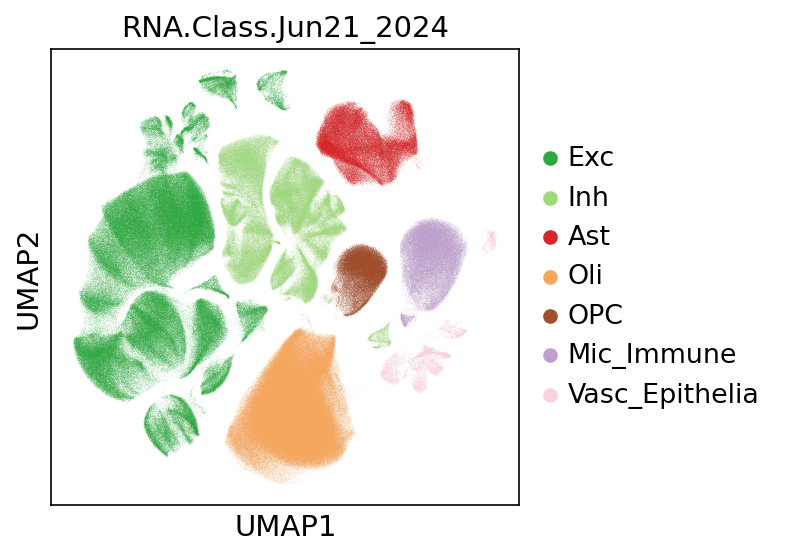 RNA.Class.Jun21_2024
UMAP2
UMAP1
Exc
Inh
Ast
Oli
OPC
Mic_Immune
Vasc_Epithelia